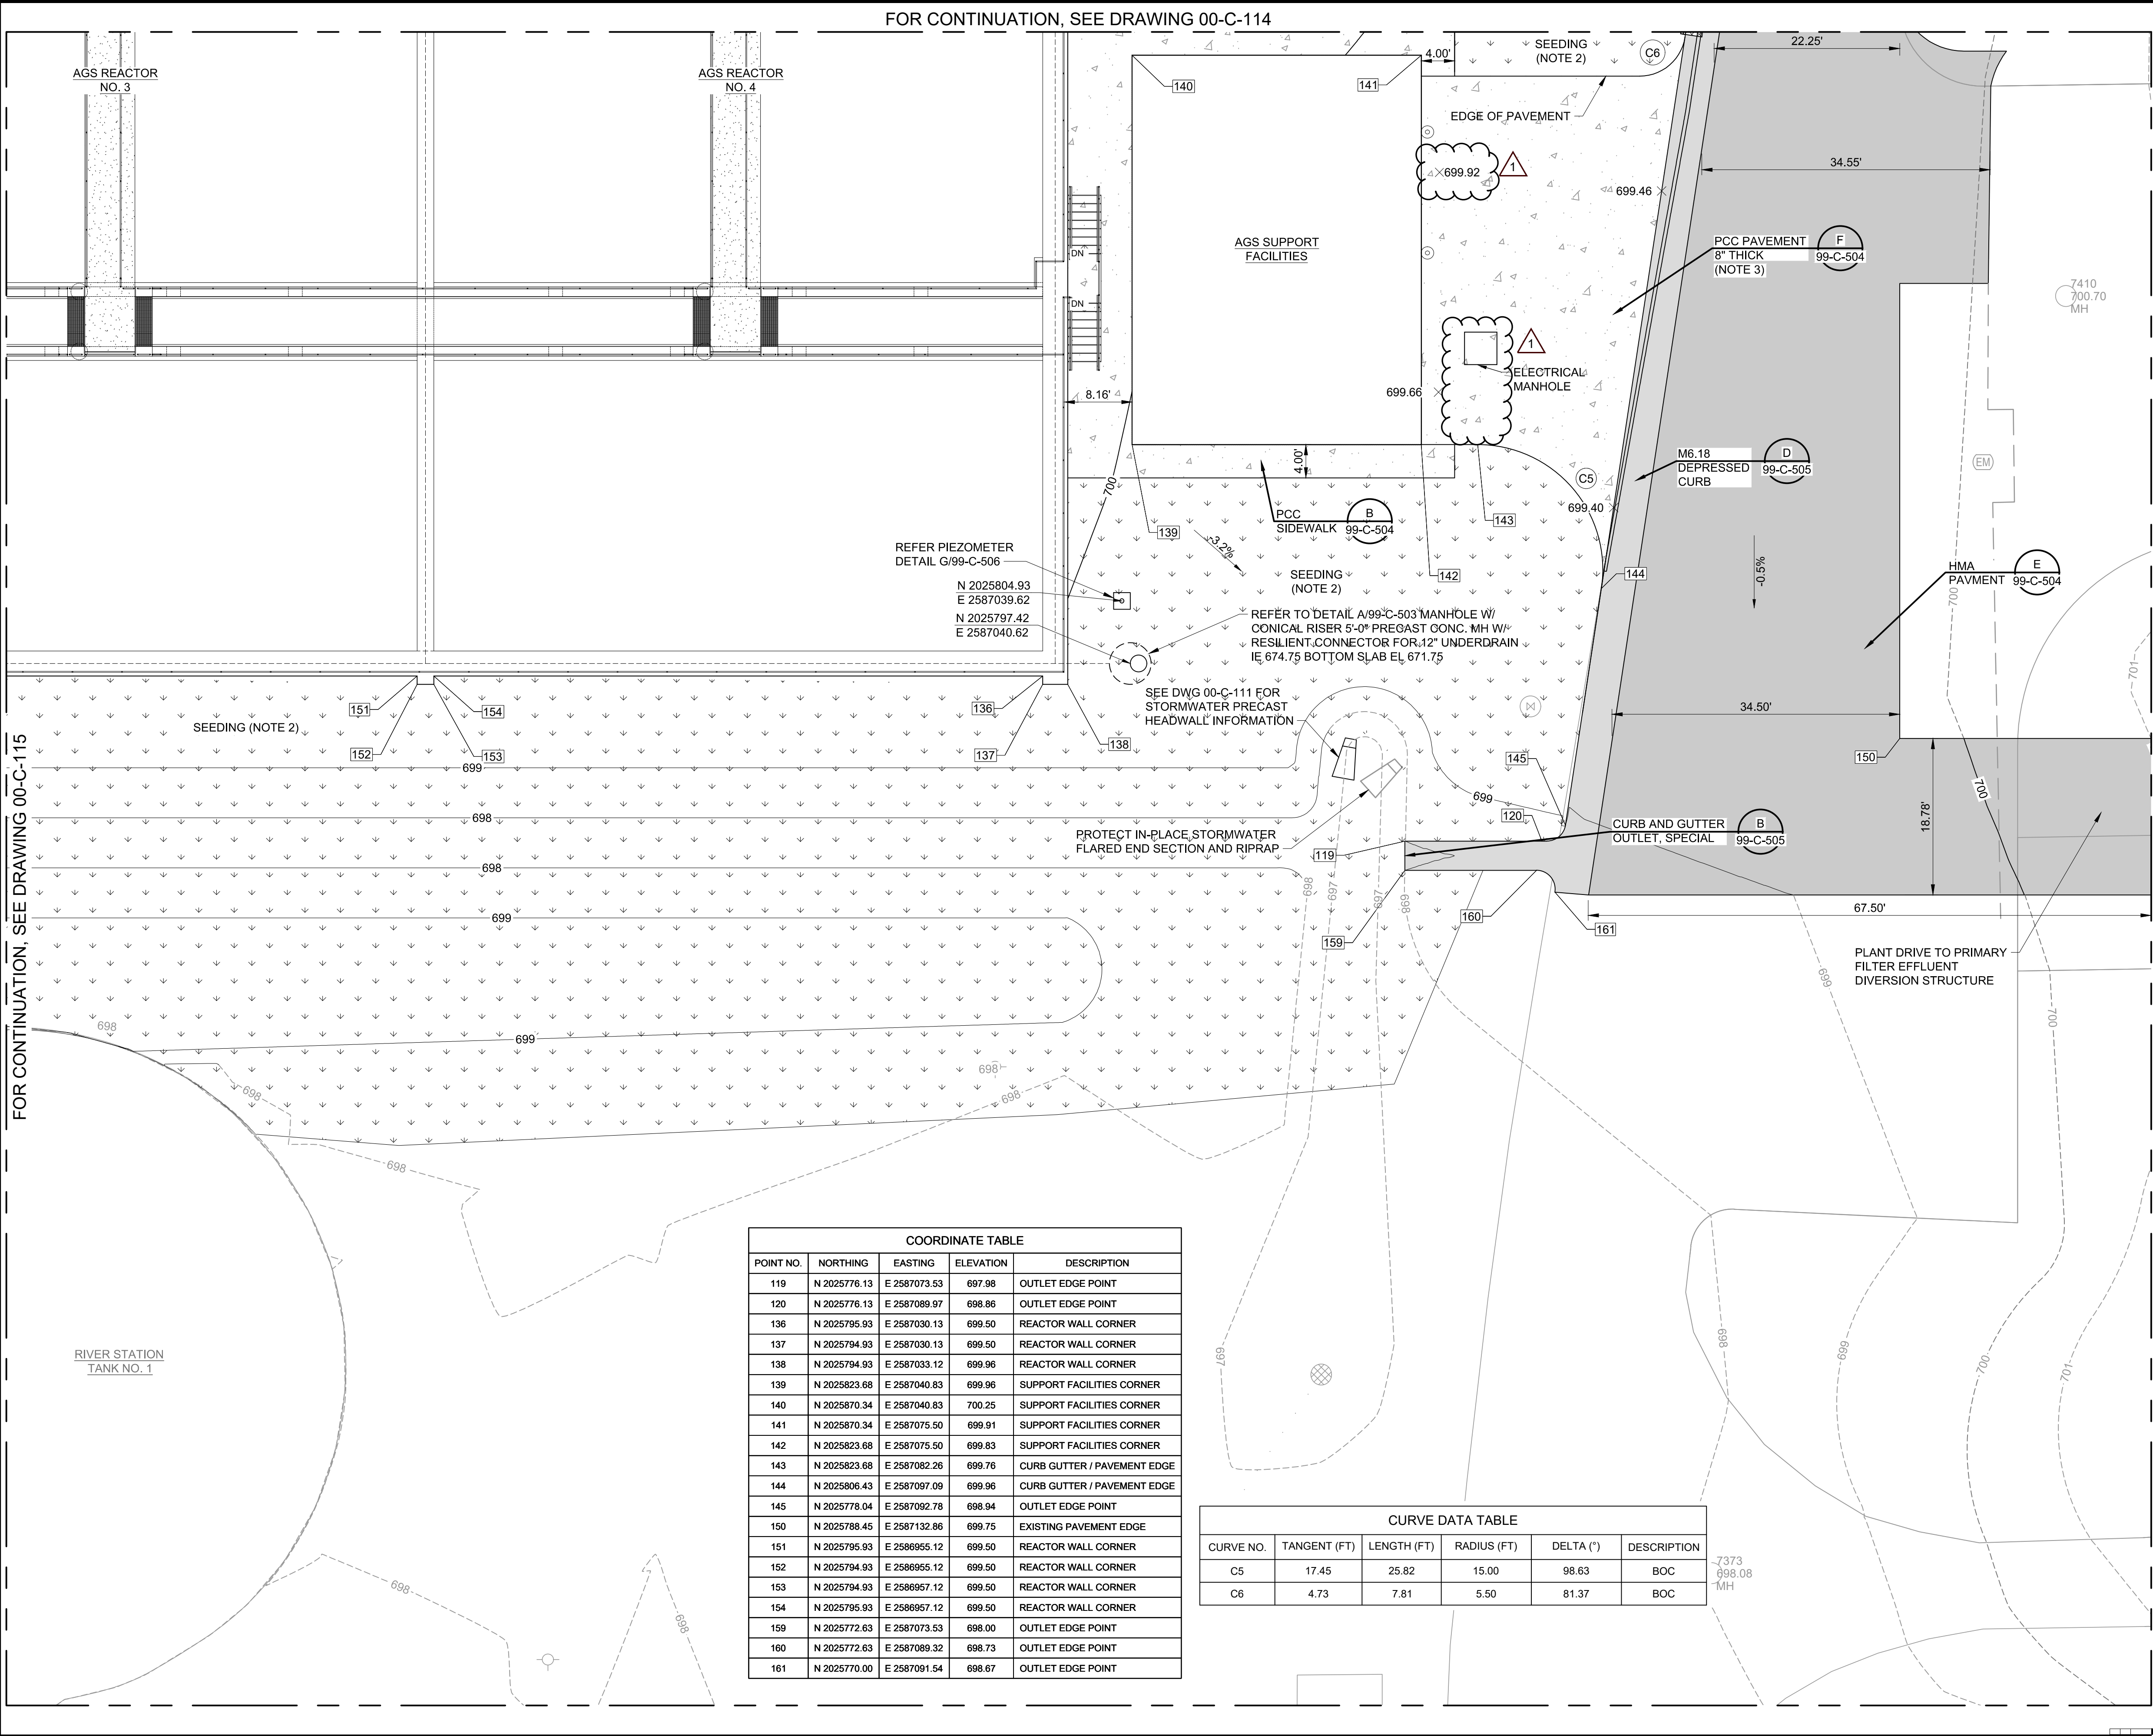 FOR CONTINUATION, SEE DRAWING 00-C-114
AGS REACTOR
NO. 3
AGS REACTOR
NO. 4
140
141
4.00'
SEEDING
(NOTE 2)
C6
22.25'
EDGE OF PAVEMENT
699.92
1
699.46
34.55'
AGS SUPPORT
FACILITIES
DN
DN
PCC PAVEMENT
8" THICK
(NOTE 3)
F
99-C-504
7410
700.70
MH
1
ELECTRICAL
MANHOLE
699.66
8.16'
4.00'
M6.18
DEPRESSED
CURB
D
99-C-505
EM
C5
700
699.40
PCC
SIDEWALK
B
99-C-504
143
139
-3.2%
142
144
-0.5%
SEEDING
(NOTE 2)
HMA
PAVMENT
E
99-C-504
700
REFER PIEZOMETER
DETAIL G/99-C-506
N 2025804.93
E 2587039.62
N 2025797.42
E 2587040.62
REFER TO DETAIL A/99-C-503 MANHOLE W/
CONICAL RISER 5'-0" PRECAST CONC. MH W/
RESILIENT CONNECTOR FOR 12" UNDERDRAIN
IE 674.75 BOTTOM SLAB EL 671.75
701
SEE DWG 00-C-111 FOR
STORMWATER PRECAST
HEADWALL INFORMATION
151
154
SEEDING (NOTE 2)
152
153
136
137
138
34.50'
150
145
699
699
700
698
120
18.78'
PROTECT IN-PLACE STORMWATER
FLARED END SECTION AND RIPRAP
CURB AND GUTTER
OUTLET, SPECIAL
B
99-C-505
119
698
698
697
697
698
699
160
159
161
67.50'
PLANT DRIVE TO PRIMARY
FILTER EFFLUENT
DIVERSION STRUCTURE
699
700
FOR CONTINUATION, SEE DRAWING 00-C-115
698
699
698
698
698
698
RIVER STATION
TANK NO. 1
697
698
699
700
701
698
698
COORDINATE TABLE
POINT NO. NORTHING EASTING ELEVATION DESCRIPTION
119 N 2025776.13 E 2587073.53 697.98 OUTLET EDGE POINT
120 N 2025776.13 E 2587089.97 698.86 OUTLET EDGE POINT
136 N 2025795.93 E 2587030.13 699.50 REACTOR WALL CORNER
137 N 2025794.93 E 2587030.13 699.50 REACTOR WALL CORNER
138 N 2025794.93 E 2587033.12 699.96 REACTOR WALL CORNER
139 N 2025823.68 E 2587040.83 699.96 SUPPORT FACILITIES CORNER
140 N 2025870.34 E 2587040.83 700.25 SUPPORT FACILITIES CORNER
141 N 2025870.34 E 2587075.50 699.91 SUPPORT FACILITIES CORNER
142 N 2025823.68 E 2587075.50 699.83 SUPPORT FACILITIES CORNER
143 N 2025823.68 E 2587082.26 699.76 CURB GUTTER / PAVEMENT EDGE
144 N 2025806.43 E 2587097.09 699.96 CURB GUTTER / PAVEMENT EDGE
145 N 2025778.04 E 2587092.78 698.94 OUTLET EDGE POINT
150 N 2025788.45 E 2587132.86 699.75 EXISTING PAVEMENT EDGE
151 N 2025795.93 E 2586955.12 699.50 REACTOR WALL CORNER
152 N 2025794.93 E 2586955.12 699.50 REACTOR WALL CORNER
153 N 2025794.93 E 2586957.12 699.50 REACTOR WALL CORNER
154 N 2025795.93 E 2586957.12 699.50 REACTOR WALL CORNER
159 N 2025772.63 E 2587073.53 698.00 OUTLET EDGE POINT
160 N 2025772.63 E 2587089.32 698.73 OUTLET EDGE POINT
161 N 2025770.00 E 2587091.54 698.67 OUTLET EDGE POINT
CURVE DATA TABLE
CURVE NO. TANGENT (FT) LENGTH (FT) RADIUS (FT) DELTA (°) DESCRIPTION
C5 17.45 25.82 15.00 98.63 BOC
C6 4.73 7.81 5.50 81.37 BOC
7373
698.08
MH